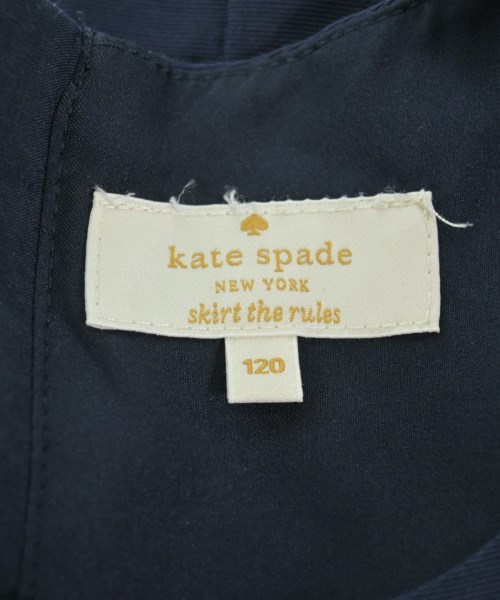 kate spade
NEW YORK
skirt the rules
120